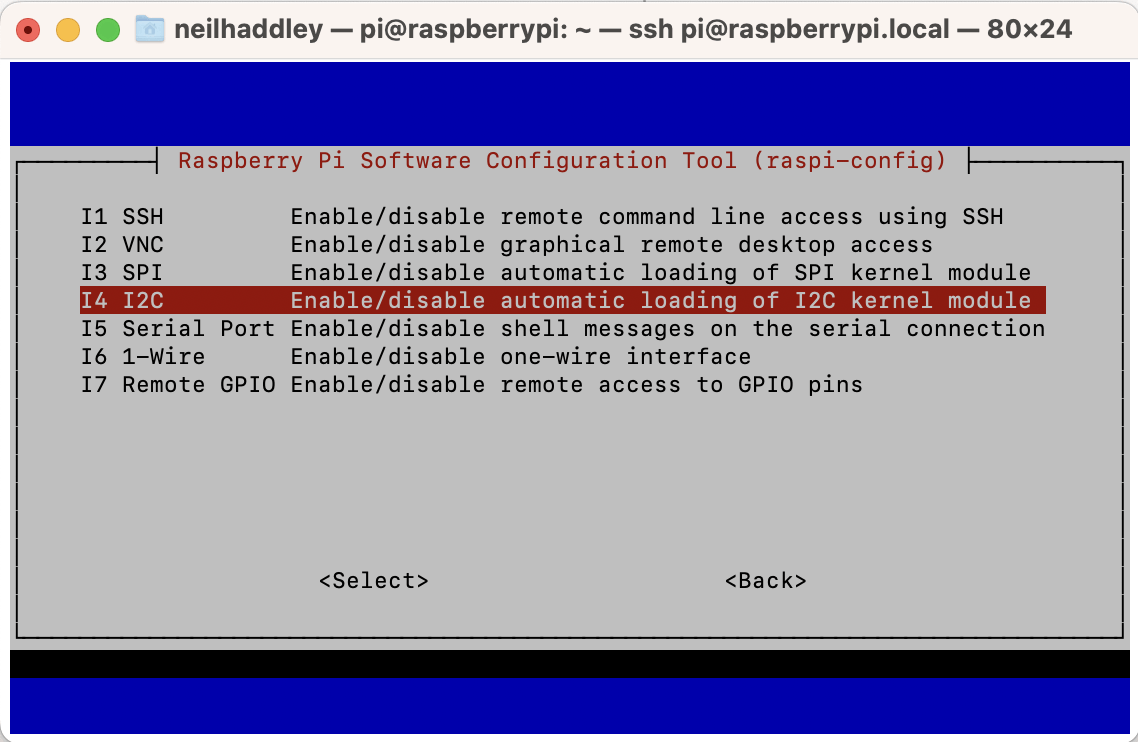 neilhaddley — pi@raspberrypi: ~ — ssh pi@raspberrypi.local — 80×24
Raspberry Pi Software Configuration Tool (raspi-config)
I1 SSH         Enable/disable remote command line access using SSH
I2 VNC         Enable/disable graphical remote desktop access
I3 SPI         Enable/disable automatic loading of SPI kernel module
I4 I2C         Enable/disable automatic loading of I2C kernel module
I5 Serial Port Enable/disable shell messages on the serial connection
I6 1-Wire      Enable/disable one-wire interface
I7 Remote GPIO Enable/disable remote access to GPIO pins
<Select>                     <Back>